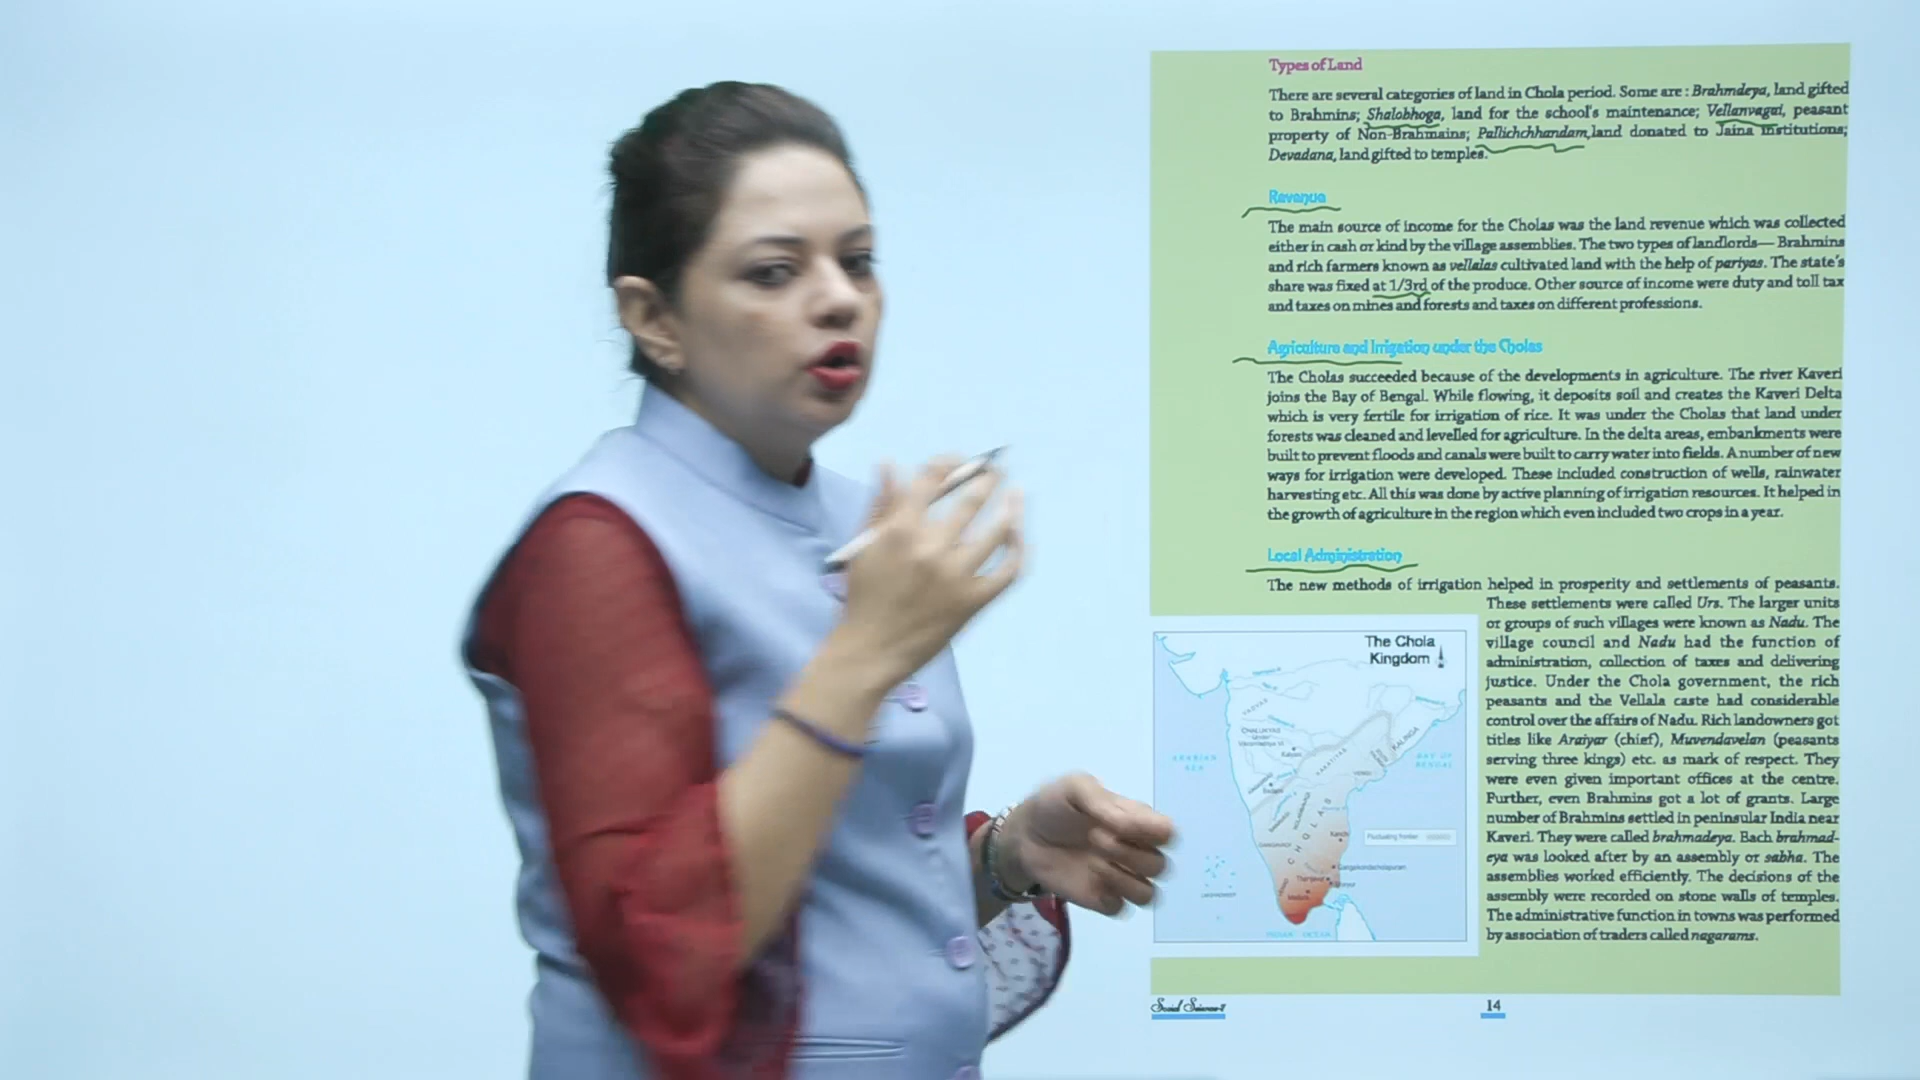 Types of Land
There are several categories of land in Chola period. Some are : Brahmdeya, land gifted
to Brahmins; Shalobhoga, land for the school's maintenance; Vellanvagai, peasant
property of Non-Brahmains; Pallichchhandam,land donated to Jaina institutions;
Devadana, land gifted to temples.
Revenue
The main source of income for the Cholas was the land revenue which was collected
either in cash or kind by the village assemblies. The two types of landlords— Brahmins
and rich farmers known as vellalas cultivated land with the help of pariyas. The state's
share was fixed at 1/3rd of the produce. Other source of income were duty and toll tax
and taxes on mines and forests and taxes on different professions.
Agriculture and Irrigation under the Cholas
The Cholas succeeded because of the developments in agriculture. The river Kaveri
joins the Bay of Bengal. While flowing, it deposits soil and creates the Kaveri Delta
which is very fertile for irrigation of rice. It was under the Cholas that land under
forests was cleaned and levelled for agriculture. In the delta areas, embankments were
built to prevent floods and canals were built to carry water into fields. A number of new
ways for irrigation were developed. These included construction of wells, rainwater
harvesting etc. All this was done by active planning of irrigation resources. It helped in
the growth of agriculture in the region which even included two crops in a year.
Local Administration
The new methods of irrigation helped in prosperity and settlements of peasants.
These settlements were called Urs. The larger units
or groups of such villages were known as Nadu. The
village council and Nadu had the function of
administration, collection of taxes and delivering
justice. Under the Chola government, the rich
peasants and the Vellala caste had considerable
control over the affairs of Nadu. Rich landowners got
titles like Araiyar (chief), Muvendavelan (peasants
serving three kings) etc. as mark of respect. They
were even given important offices at the centre.
Further, even Brahmins got a lot of grants. Large
number of Brahmins settled in peninsular India near
Kaveri. They were called brahmadeya. Each brahmad-
eya was looked after by an assembly or sabha. The
assemblies worked efficiently. The decisions of the
assembly were recorded on stone walls of temples.
The administrative function in towns was performed
by association of traders called nagarams.
The Chola
Kingdom
ARABIAN
SEA
BAY OF
BENGAL
KALINGA
CHOLAS
Fluctuating frontier
Gangaikondacholapuram
INDIAN OCEAN
Social Science-7
14